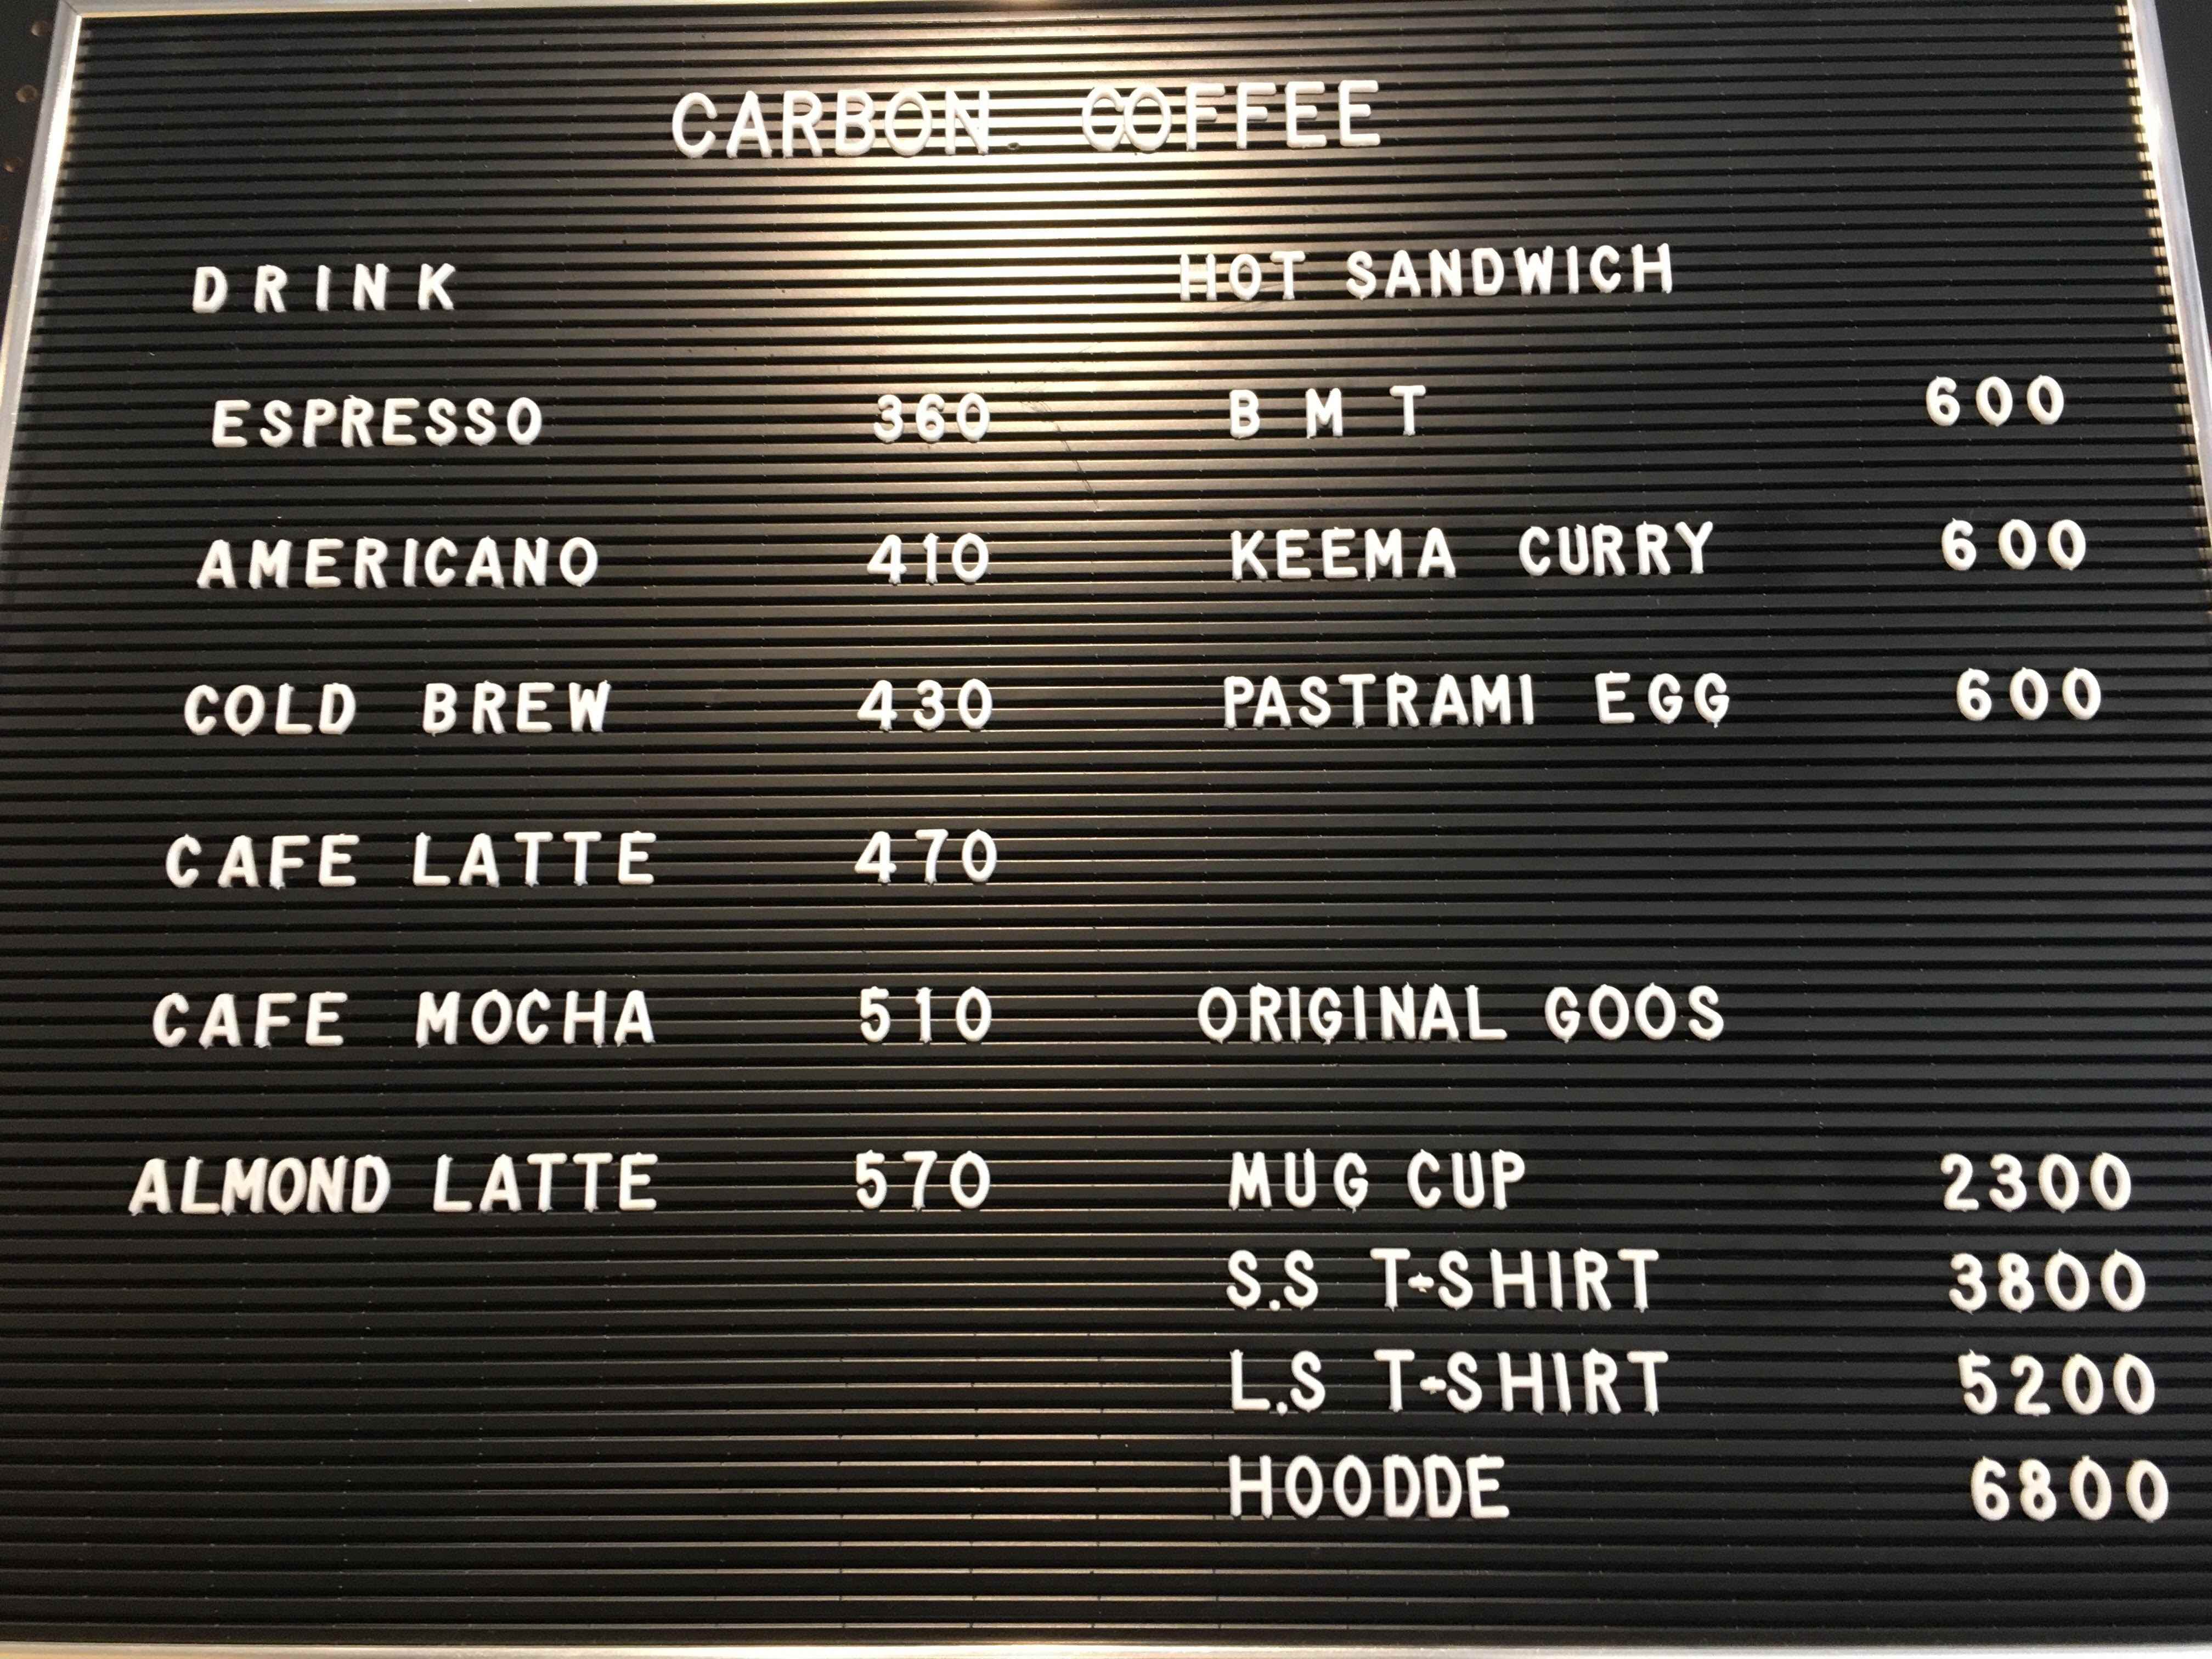 CARBON COFFEE
DRINK
ESPRESSO 360
AMERICANO 410
COLD BREW 430
CAFE LATTE 470
CAFE MOCHA 510
ALMOND LATTE 570
HOT SANDWICH
B M T 600
KEEMA CURRY 600
PASTRAMI EGG 600
ORIGINAL GOOS
MUG CUP 2300
S.S T-SHIRT 3800
L.S T-SHIRT 5200
HOODDE 6800